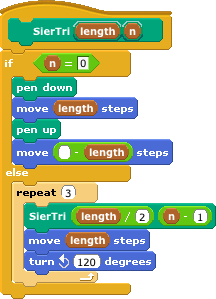 SierTri length n
if n = 0
pen down
move length steps
pen up
move - length steps
else
repeat 3
SierTri length / 2 n - 1
move length steps
turn 120 degrees